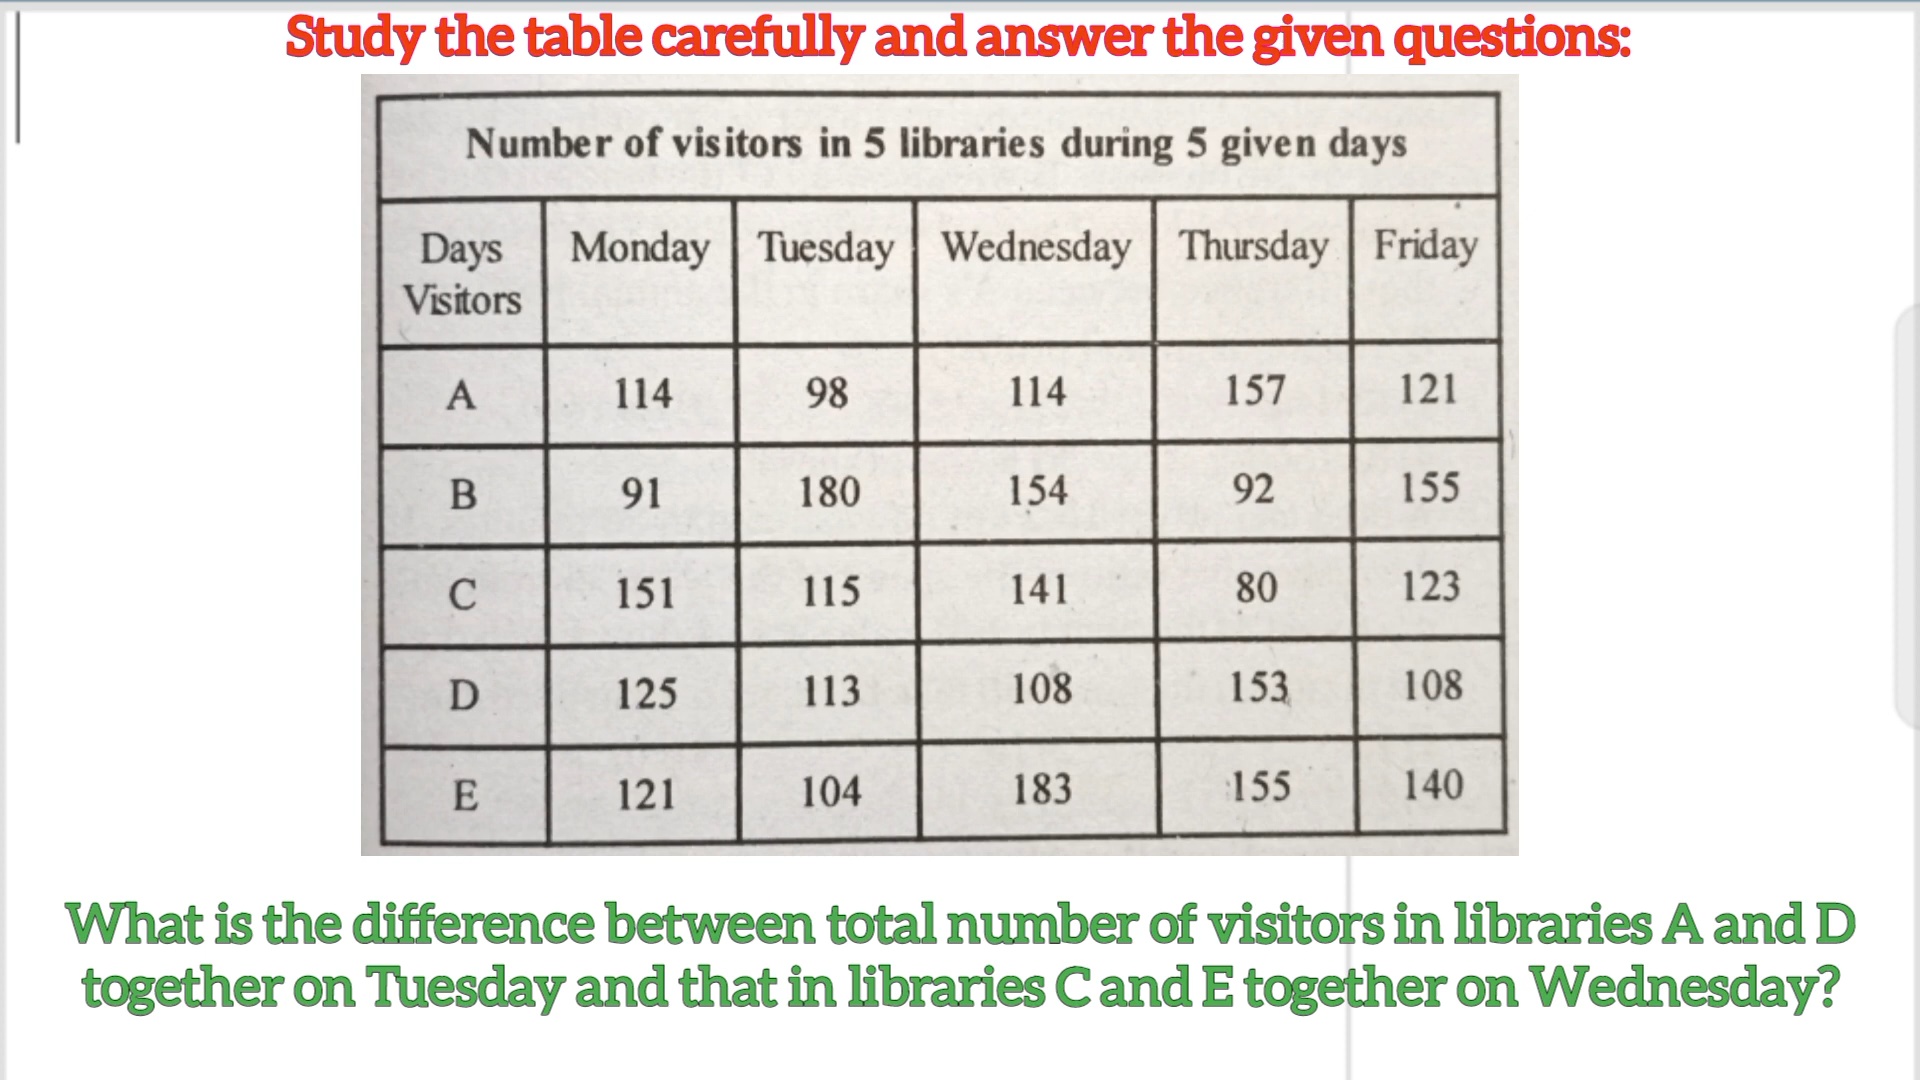 Study the table carefully and answer the given questions:
Number of visitors in 5 libraries during 5 given days
Days Visitors Monday Tuesday Wednesday Thursday Friday
A 114 98 114 157 121
B 91 180 154 92 155
C 151 115 141 80 123
D 125 113 108 153 108
E 121 104 183 155 140
What is the difference between total number of visitors in libraries A and D
together on Tuesday and that in libraries C and E together on Wednesday?